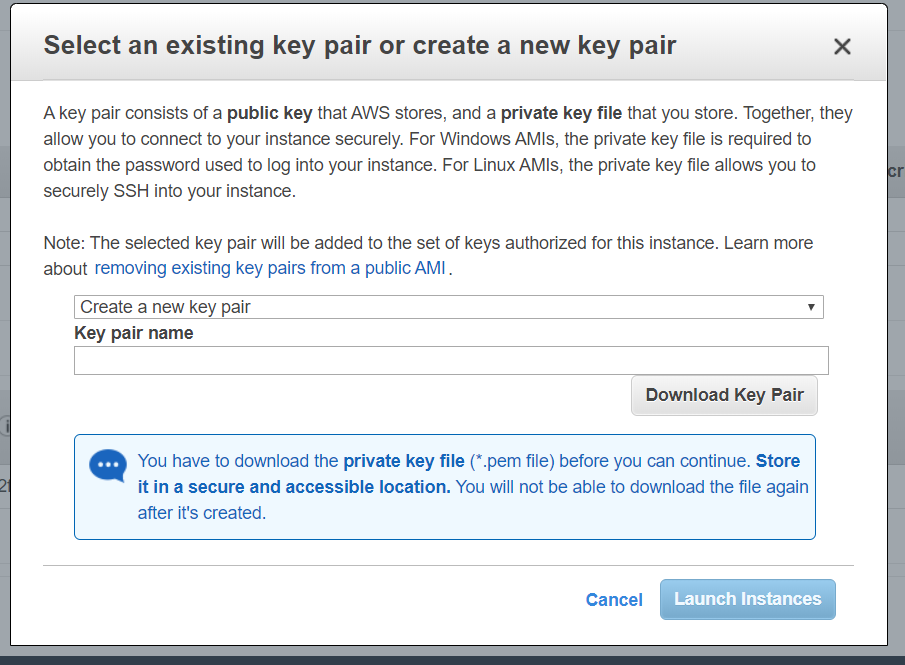 Select an existing key pair or create a new key pair
A key pair consists of a public key that AWS stores, and a private key file that you store. Together, they
allow you to connect to your instance securely. For Windows AMIs, the private key file is required to
obtain the password used to log into your instance. For Linux AMIs, the private key file allows you to
securely SSH into your instance.
Note: The selected key pair will be added to the set of keys authorized for this instance. Learn more
about removing existing key pairs from a public AMI .
Create a new key pair
Key pair name
Download Key Pair
You have to download the private key file (*.pem file) before you can continue. Store
it in a secure and accessible location. You will not be able to download the file again
after it's created.
Cancel
Launch Instances